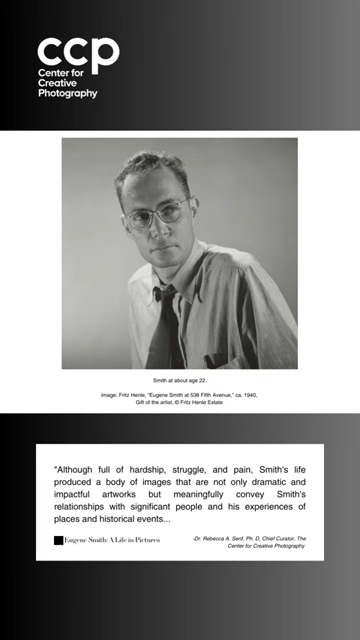 ccp
Center for
Creative
Photography
Smith at about age 22.
Image: Fritz Henle, "Eugene Smith at 538 Fifth Avenue," ca. 1940,
Gift of the artist, © Fritz Henle Estate
"Although full of hardship, struggle, and pain, Smith's life
produced a body of images that are not only dramatic and
impactful artworks but meaningfully convey Smith's
relationships with significant people and his experiences of
places and historical events...
Eugene Smith: A Life in Pictures
-Dr. Rebecca A. Senf, Ph. D, Chief Curator, The
Center for Creative Photography